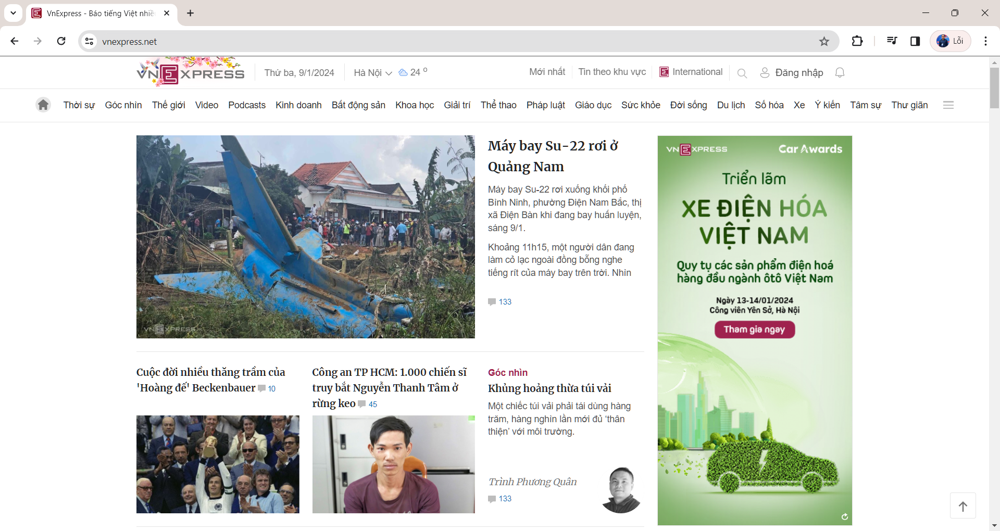 VnExpress - Báo tiếng Việt nhiề
vnexpress.net
Lỗi
VNEXPRESS
Thứ ba, 9/1/2024
Hà Nội
24 o
Mới nhất
Tin theo khu vực
E International
Đăng nhập
Thời sự Góc nhìn Thế giới Video Podcasts Kinh doanh Bất động sản Khoa học Giải trí Thể thao Pháp luật Giáo dục Sức khỏe Đời sống Du lịch Số hóa Xe Ý kiến Tâm sự Thư giãn
VNEXPRESS
Máy bay Su-22 rơi ở
Quảng Nam
Máy bay Su-22 rơi xuống khối phố
Bình Ninh, phường Điện Nam Bắc, thị
xã Điện Bàn khi đang bay huấn luyện,
sáng 9/1.
Khoảng 11h15, một người dân đang
làm cỏ lạc ngoài đồng bỗng nghe
tiếng rít của máy bay trên trời. Nhìn
133
VNEXPRESS
Car Awards
Triển lãm
XE ĐIỆN HÓA
VIỆT NAM
Quy tụ các sản phẩm điện hoá
hàng đầu ngành ôtô Việt Nam
Ngày 13-14/01/2024
Công viên Yên Sở, Hà Nội
Tham gia ngay
Cuộc đời nhiều thăng trầm của
'Hoàng đế' Beckenbauer 10
Công an TP HCM: 1.000 chiến sĩ
truy bắt Nguyễn Thanh Tâm ở
rừng keo 45
Góc nhìn
Khủng hoảng thừa túi vải
Một chiếc túi vải phải tái dùng hàng
trăm, hàng nghìn lần mới đủ ‘thân
thiện’ với môi trường.
Trình Phương Quân
133